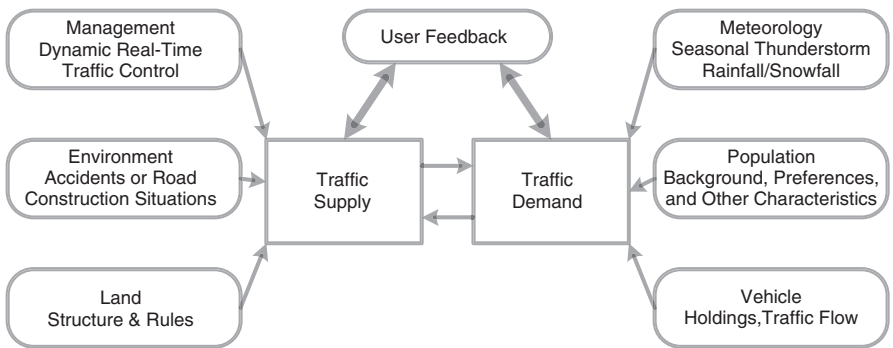 Management
Dynamic Real-Time
Traffic Control
User Feedback
Meteorology
Seasonal Thunderstorm
Rainfall/Snowfall
Environment
Accidents or Road
Construction Situations
Traffic
Supply
Traffic
Demand
Population
Background, Preferences,
and Other Characteristics
Land
Structure & Rules
Vehicle
Holdings,Traffic Flow